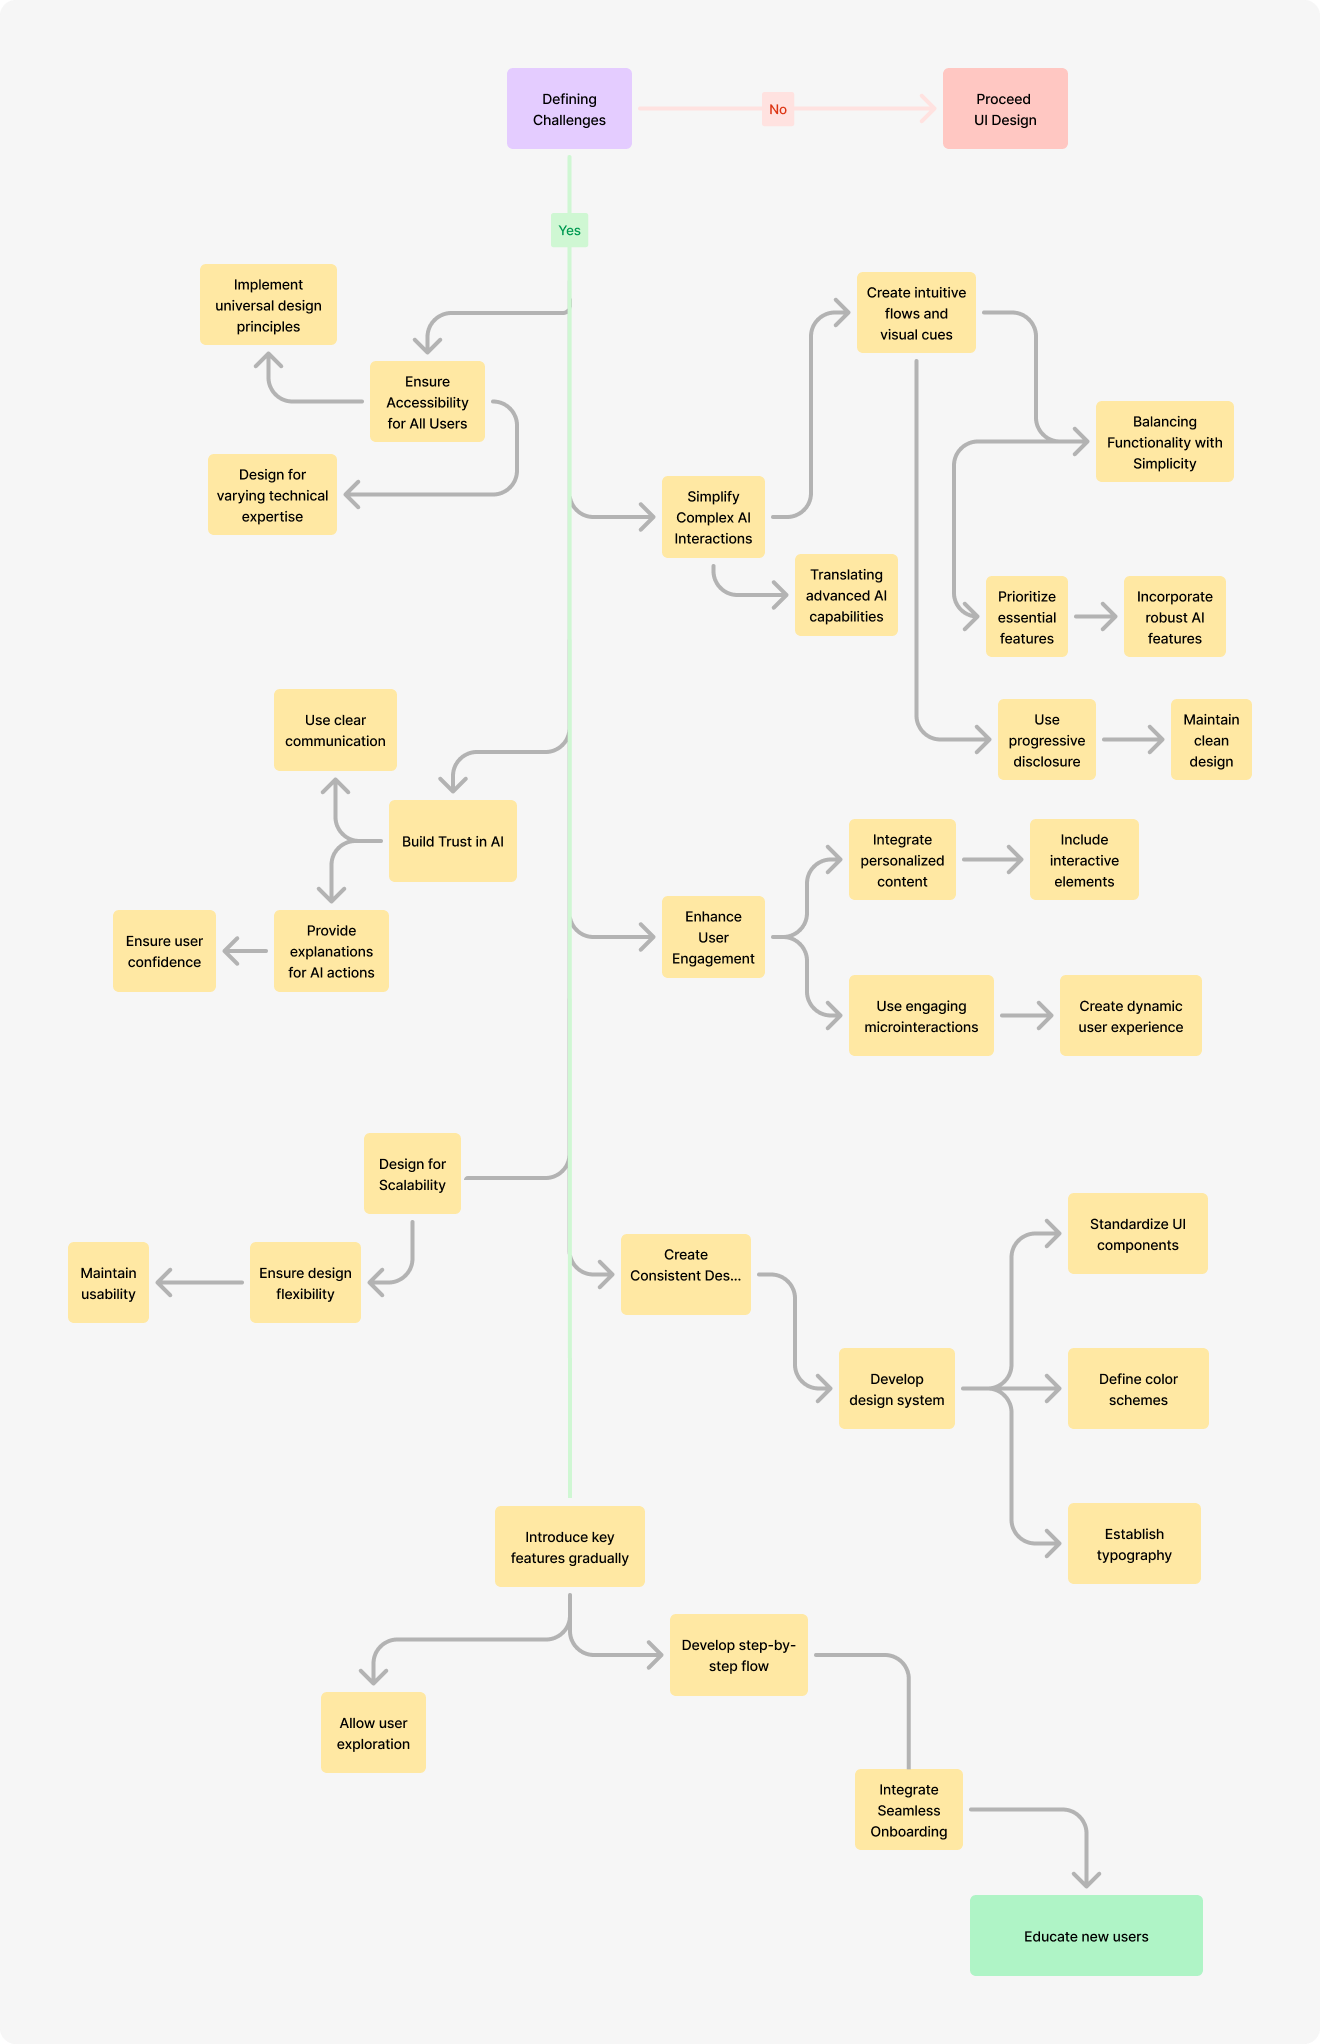 Defining
Challenges
No
Proceed
UI Design
Yes
Implement
universal design
principles
Create intuitive
flows and
visual cues
Ensure
Accessibility
for All Users
Balancing
Functionality with
Simplicity
Design for
varying technical
expertise
Simplify
Complex AI
Interactions
Translating
advanced AI
capabilities
Prioritize
essential
features
Incorporate
robust AI
features
Use clear
communication
Use
progressive
disclosure
Maintain
clean
design
Build Trust in AI
Integrate
personalized
content
Include
interactive
elements
Enhance
User
Engagement
Ensure user
confidence
Provide
explanations
for AI actions
Use engaging
microinteractions
Create dynamic
user experience
Design for
Scalability
Standardize UI
components
Maintain
usability
Ensure design
flexibility
Create
Consistent Des...
Develop
design system
Define color
schemes
Introduce key
features gradually
Establish
typography
Develop step-by-
step flow
Allow user
exploration
Integrate
Seamless
Onboarding
Educate new users